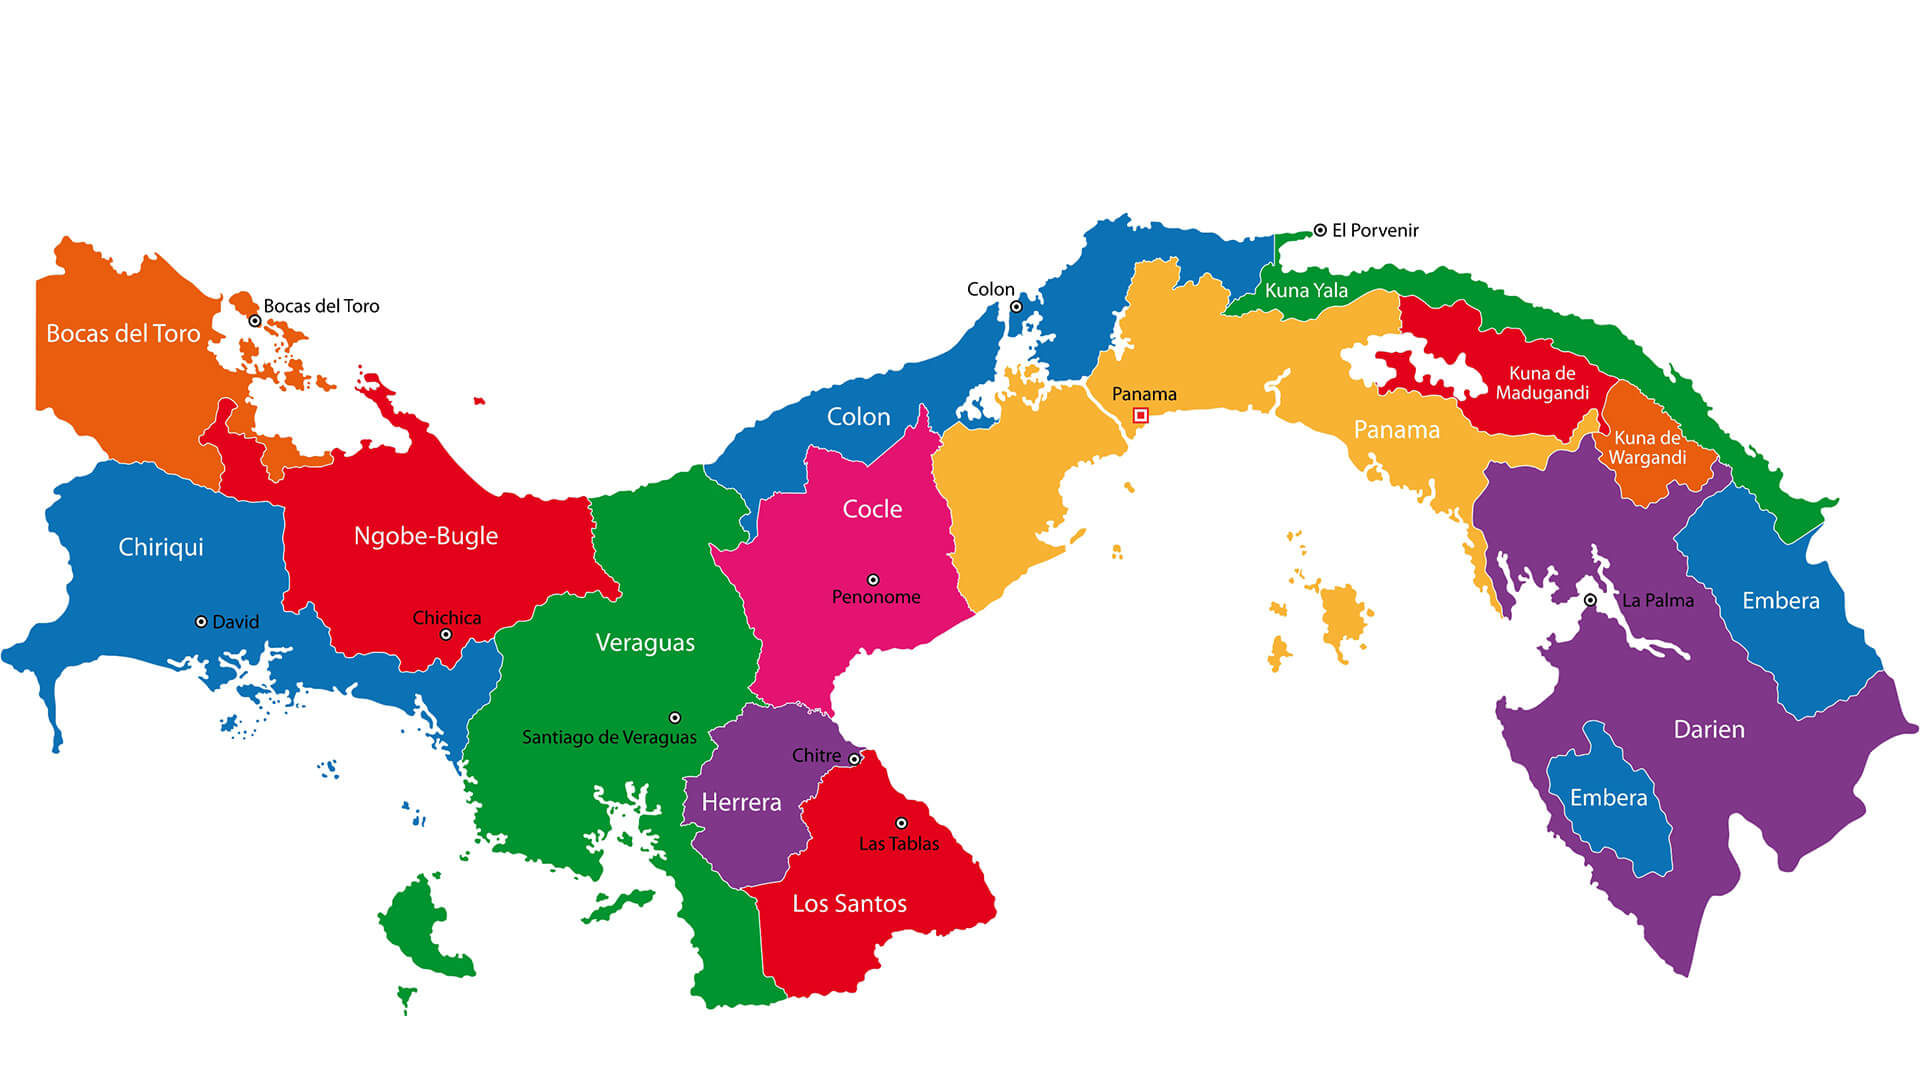 El Porvenir
Colon
Kuna Yala
Bocas del Toro
Bocas del Toro
Kuna de
Madugandi
Panama
Colon
Panama
Kuna de
Wargandi
Cocle
Ngobe-Bugle
Chiriqui
Penonome
Embera
La Palma
Chichica
David
Veraguas
Santiago de Veraguas
Darien
Chitre
Embera
Herrera
Las Tablas
Los Santos